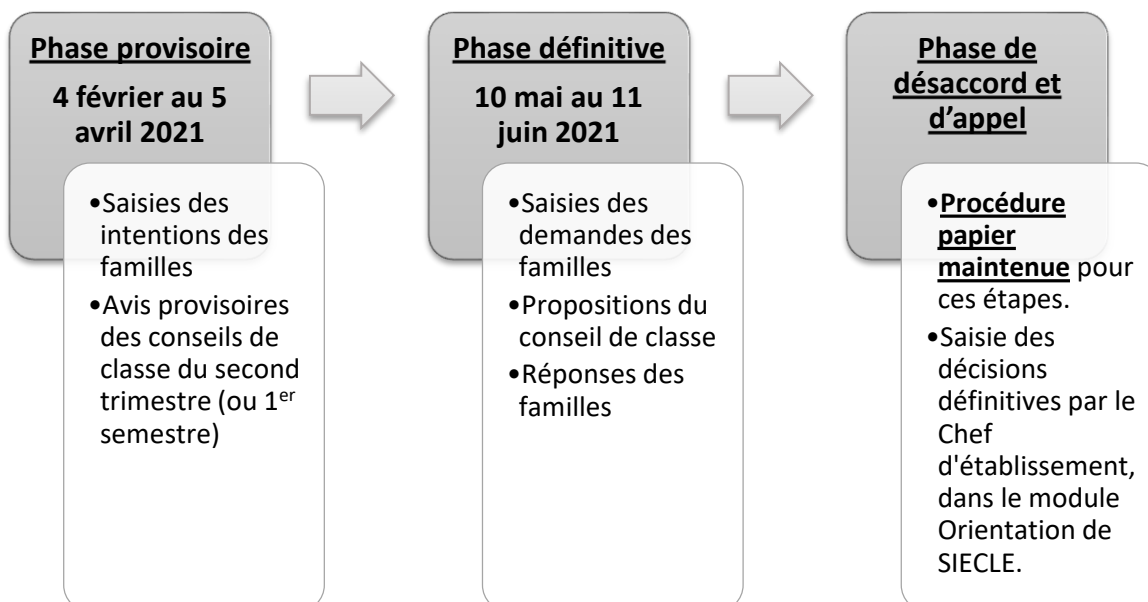 Phase provisoire
4 février au 5
avril 2021
•Saisies des
intentions des
familles
•Avis provisoires
des conseils de
classe du second
trimestre (ou 1er
semestre)
Phase définitive
10 mai au 11
juin 2021
•Saisies des
demandes des
familles
•Propositions du
conseil de classe
•Réponses des
familles
Phase de
désaccord et
d’appel
•Procédure
papier
maintenue pour
ces étapes.
•Saisie des
décisions
définitives par le
Chef
d'établissement,
dans le module
Orientation de
SIECLE.